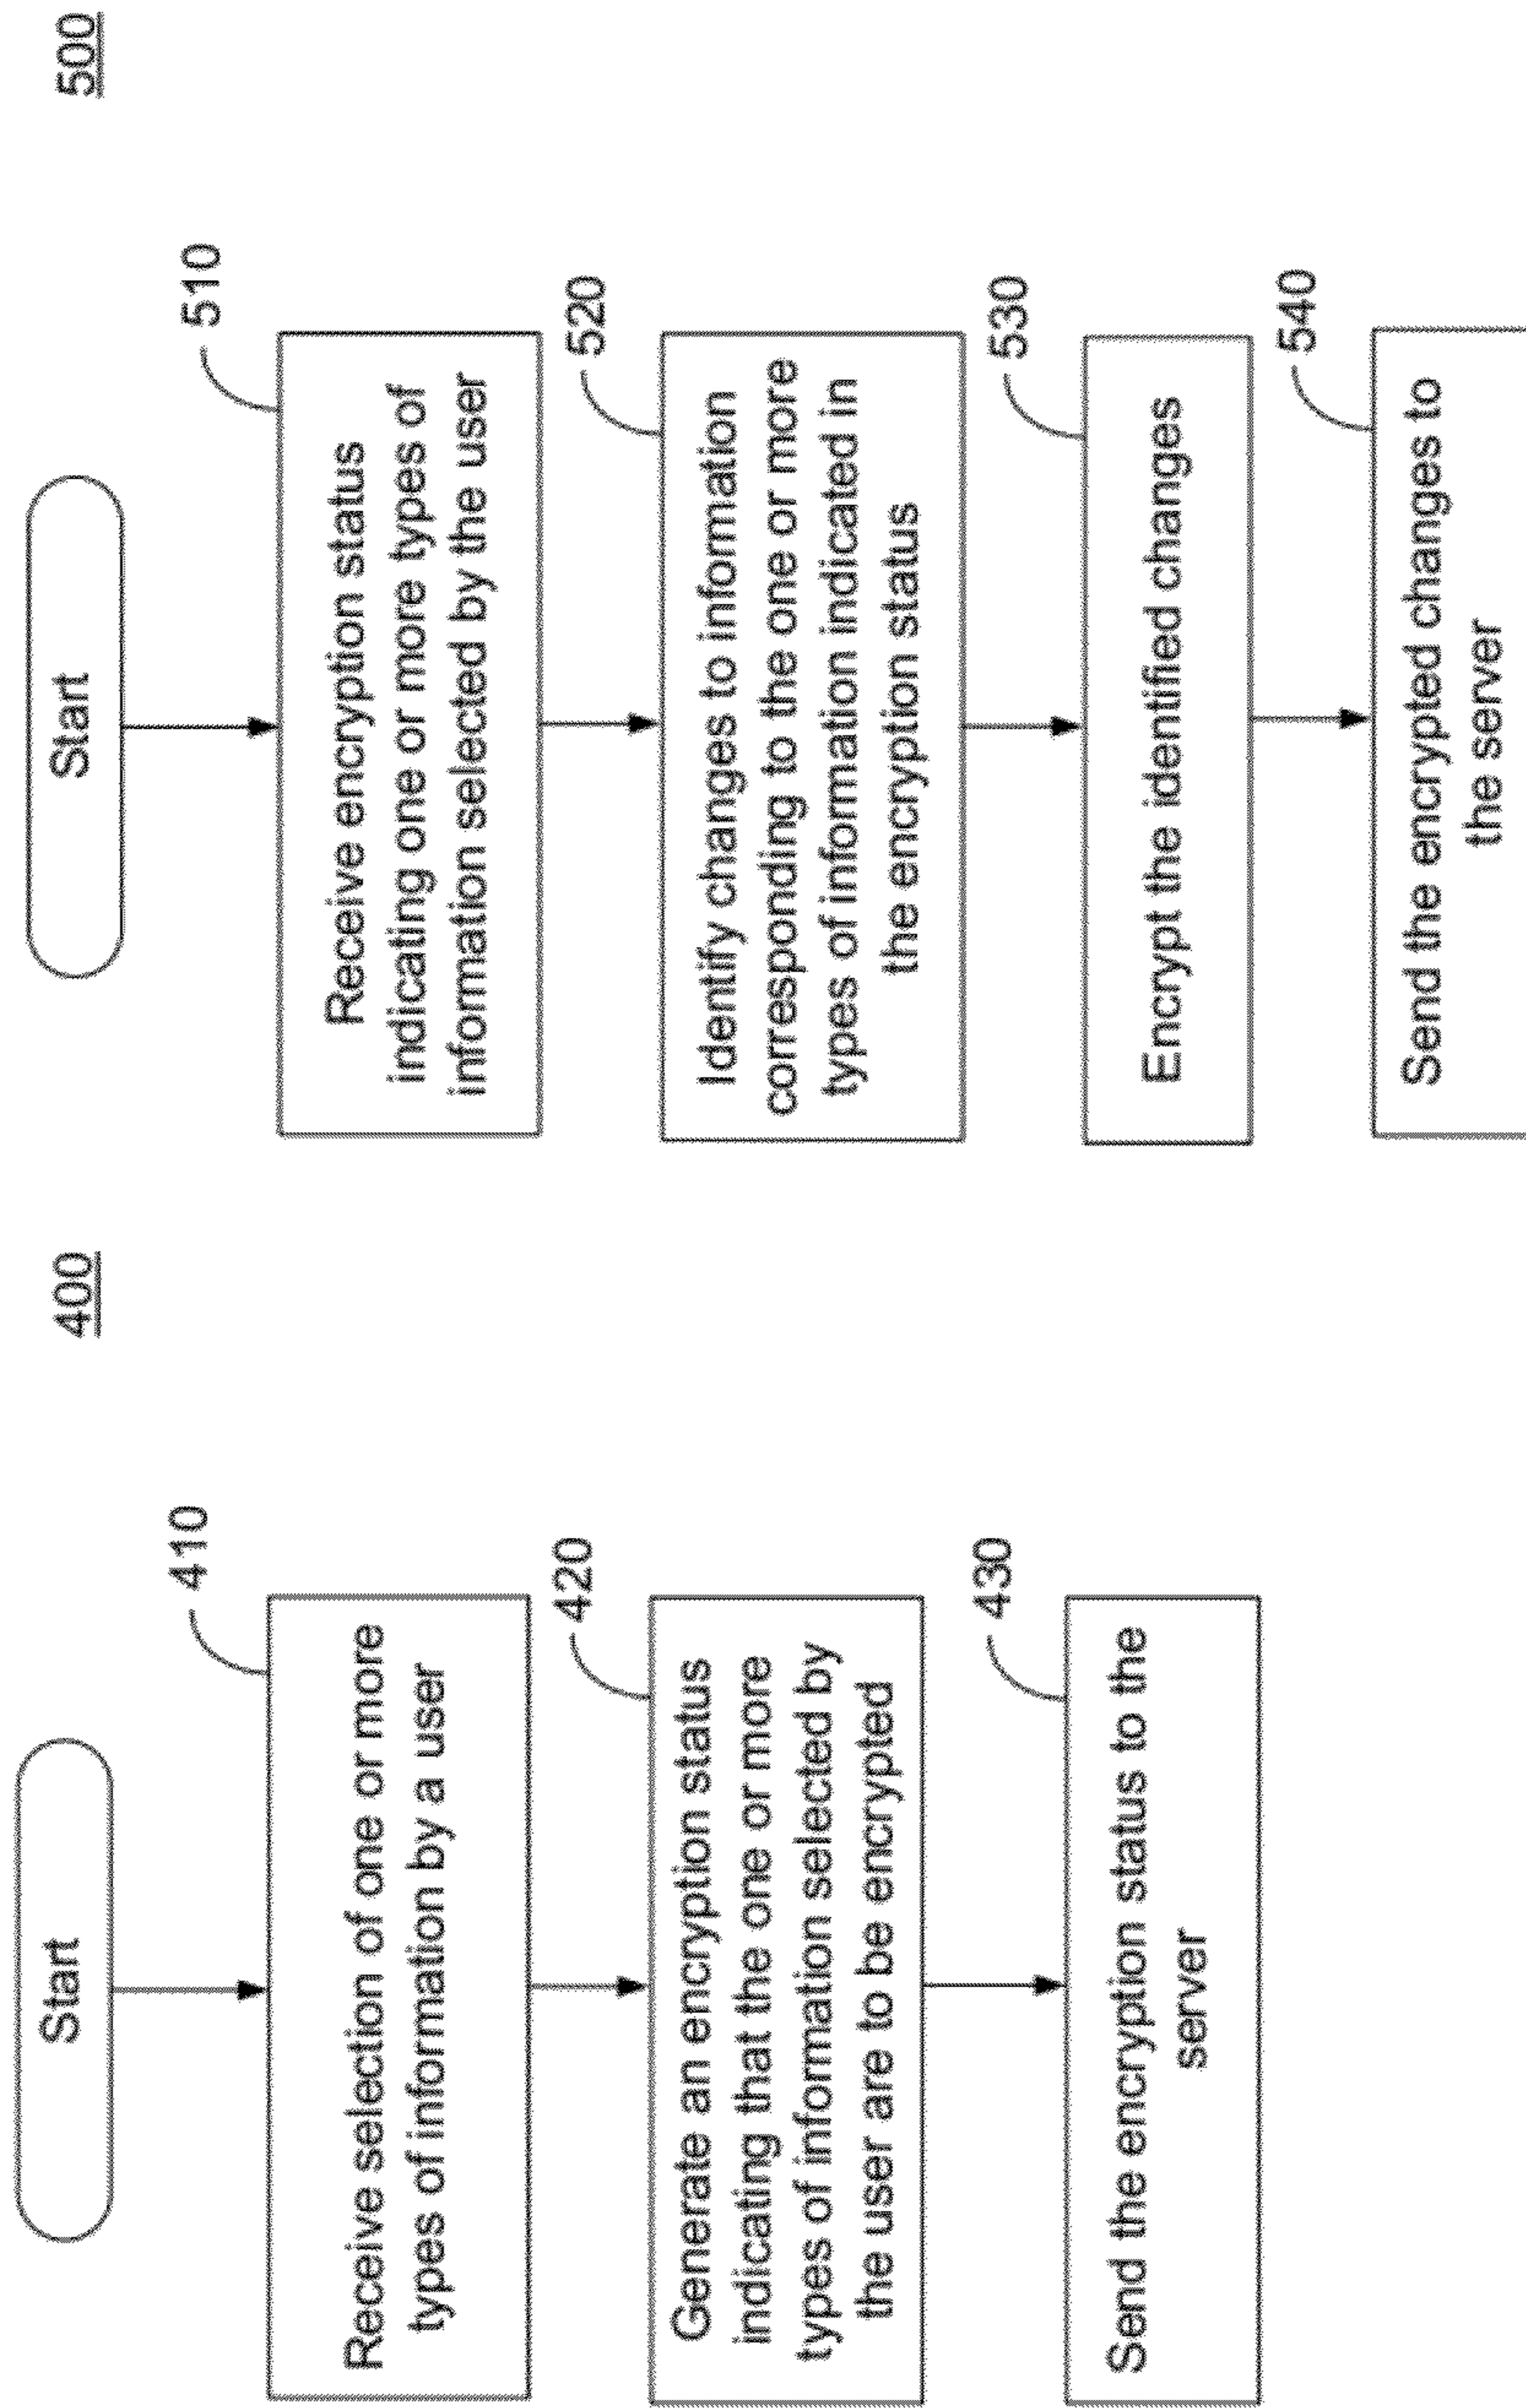 400
Start
410
Receive selection of one or more
types of information by a user
420
Generate an encryption status
indicating that the one or more
types of information selected by
the user are to be encrypted
430
Send the encryption status to the
server
500
Start
510
Receive encryption status
indicating one or more types of
information selected by the user
520
Identify changes to information
corresponding to the one or more
types of information indicated in
the encryption status
530
Encrypt the identified changes
540
Send the encrypted changes to
the server